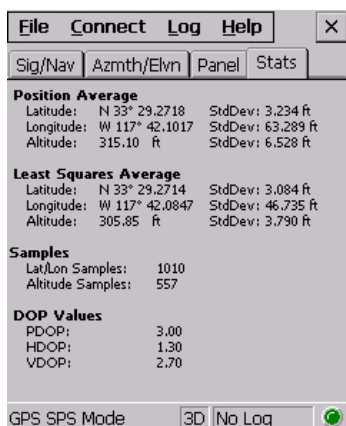 File Connect Log Help X
Sig/Nav Azmth/Elvn Panel Stats
Position Average
Latitude: N 33° 29.2718 StdDev: 3.234 ft
Longitude: W 117° 42.1017 StdDev: 63.289 ft
Altitude: 315.10 ft StdDev: 6.528 ft
Least Squares Average
Latitude: N 33° 29.2714 StdDev: 3.084 ft
Longitude: W 117° 42.0847 StdDev: 46.735 ft
Altitude: 305.85 ft StdDev: 3.790 ft
Samples
Lat/Lon Samples: 1010
Altitude Samples: 557
DOP Values
PDOP: 3.00
HDOP: 1.30
VDOP: 2.70
GPS SPS Mode 3D No Log